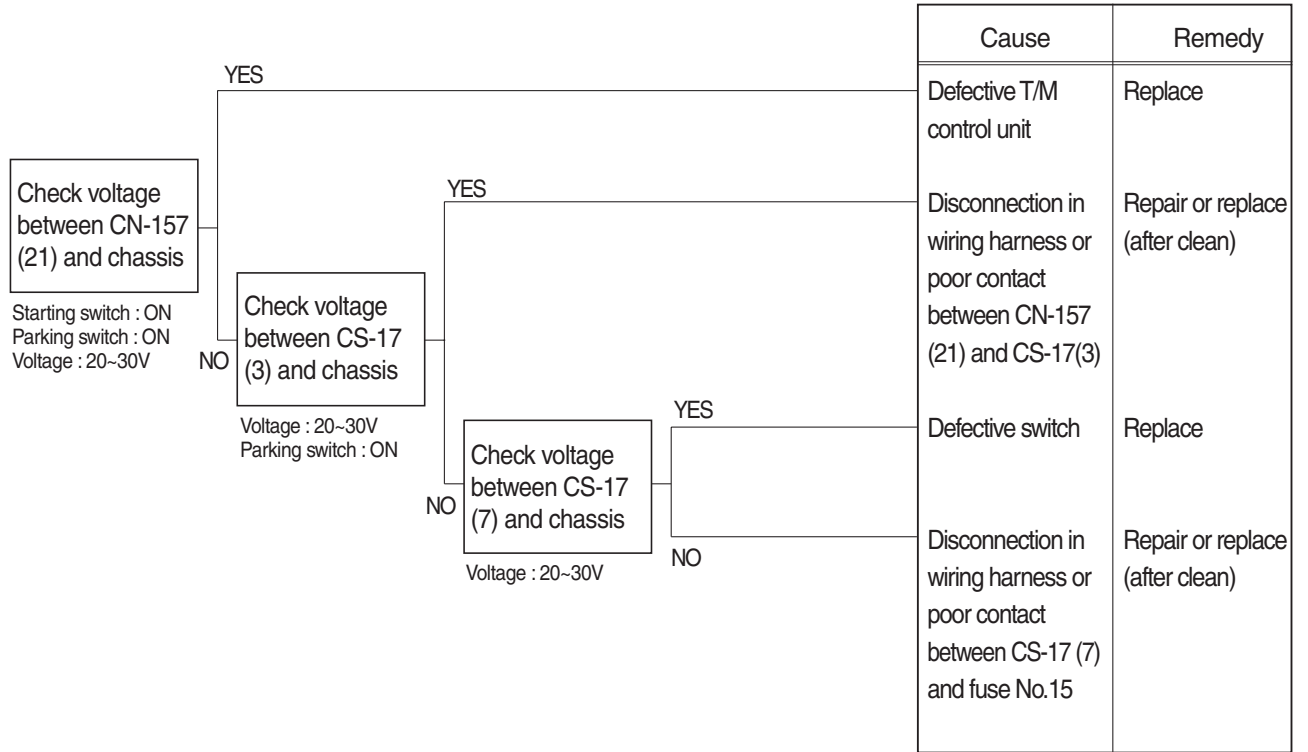 Cause
Remedy
YES
Defective T/M
control unit
Replace
Check voltage
between CN-157
(21) and chassis
Starting switch : ON
Parking switch : ON
Voltage : 20~30V
NO
YES
Disconnection in
wiring harness or
poor contact
between CN-157
(21) and CS-17(3)
Repair or replace
(after clean)
Check voltage
between CS-17
(3) and chassis
Voltage : 20~30V
Parking switch : ON
NO
YES
Defective switch
Replace
Check voltage
between CS-17
(7) and chassis
Voltage : 20~30V
NO
Disconnection in
wiring harness or
poor contact
between CS-17 (7)
and fuse No.15
Repair or replace
(after clean)